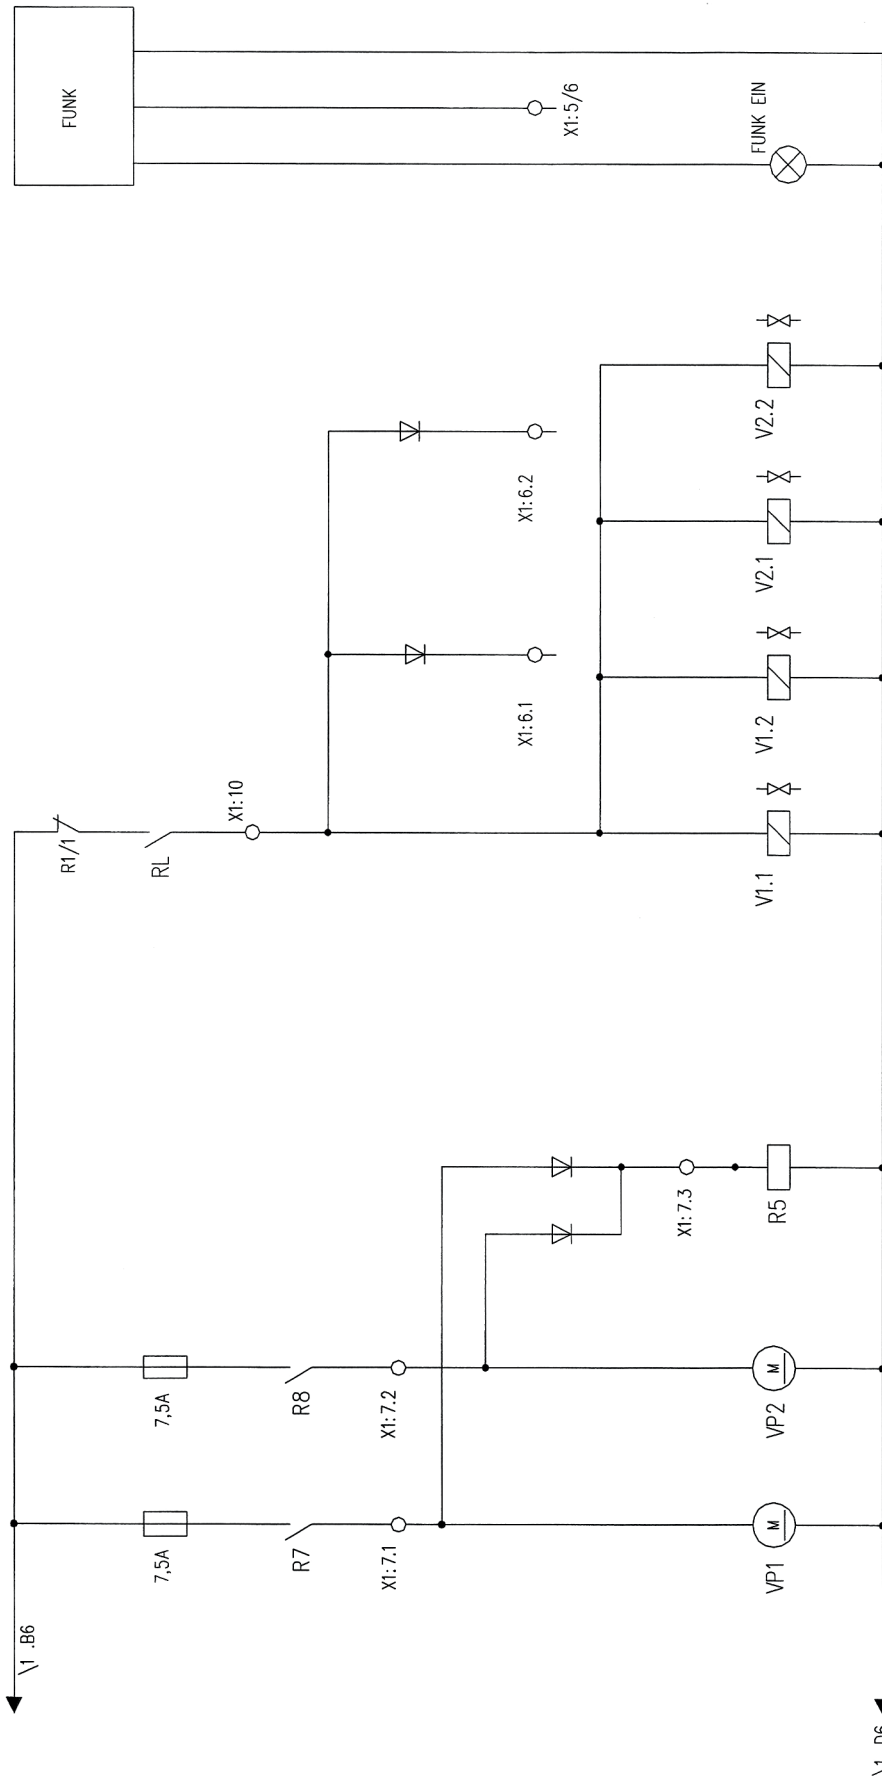 FUNK
X1:5/6
FUNK EIN
X1:6.2
V2.2
V2.1
X1:6.1
V1.2
R1/1
RL
X1:10
V1.1
X1:7.3
R5
7,5A
R8
X1:7.2
M
VP2
7,5A
R7
X1:7.1
M
VP1
\1 .B6